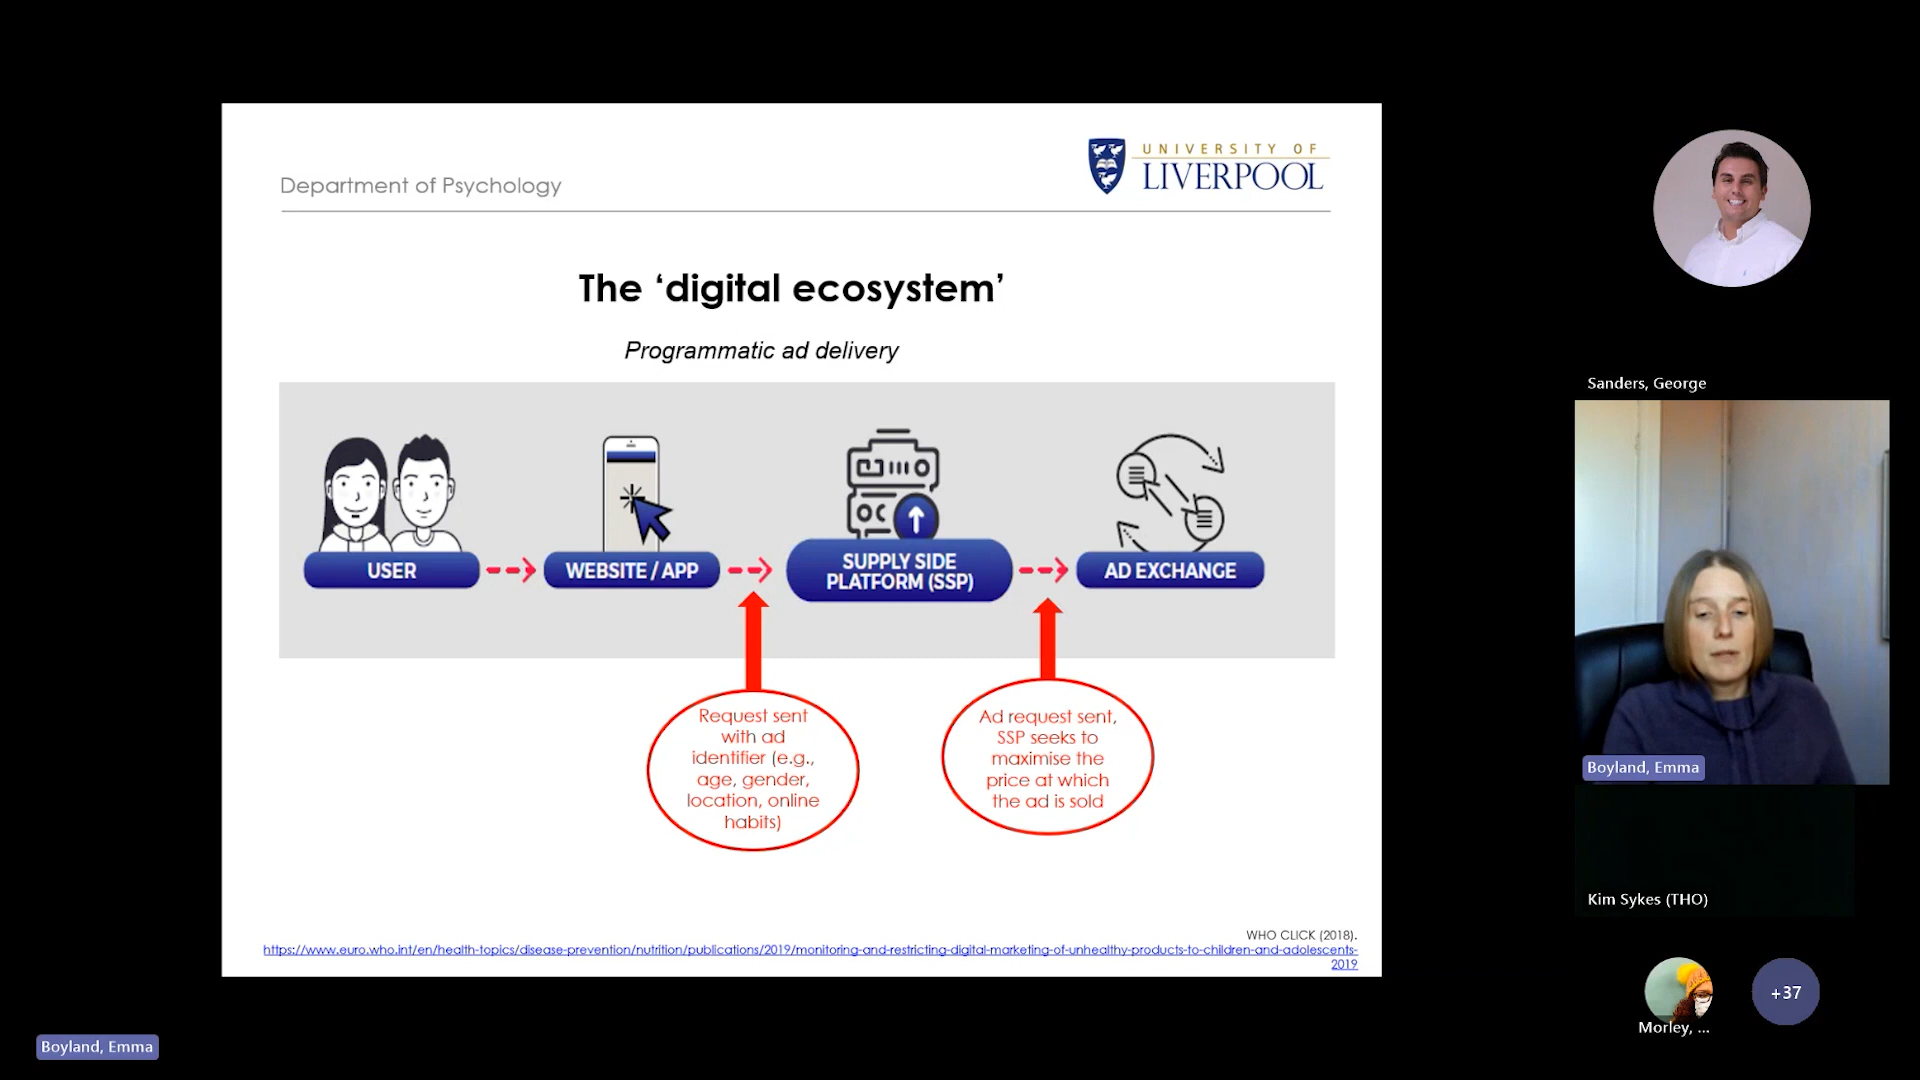 Department of Psychology
UNIVERSITY OF
LIVERPOOL
The ‘digital ecosystem’
Programmatic ad delivery
USER
WEBSITE / APP
SUPPLY SIDE
PLATFORM (SSP)
AD EXCHANGE
Request sent
with ad
identifier (e.g.,
age, gender,
location, online
habits)
Ad request sent,
SSP seeks to
maximise the
price at which
the ad is sold
WHO CLICK (2018).
https://www.euro.who.int/en/health-topics/disease-prevention/nutrition/publications/2019/monitoring-and-restricting-digital-marketing-of-unhealthy-products-to-children-and-adolescents-
2019
Sanders, George
Boyland, Emma
Kim Sykes (THO)
Morley, ...
+37
Boyland, Emma